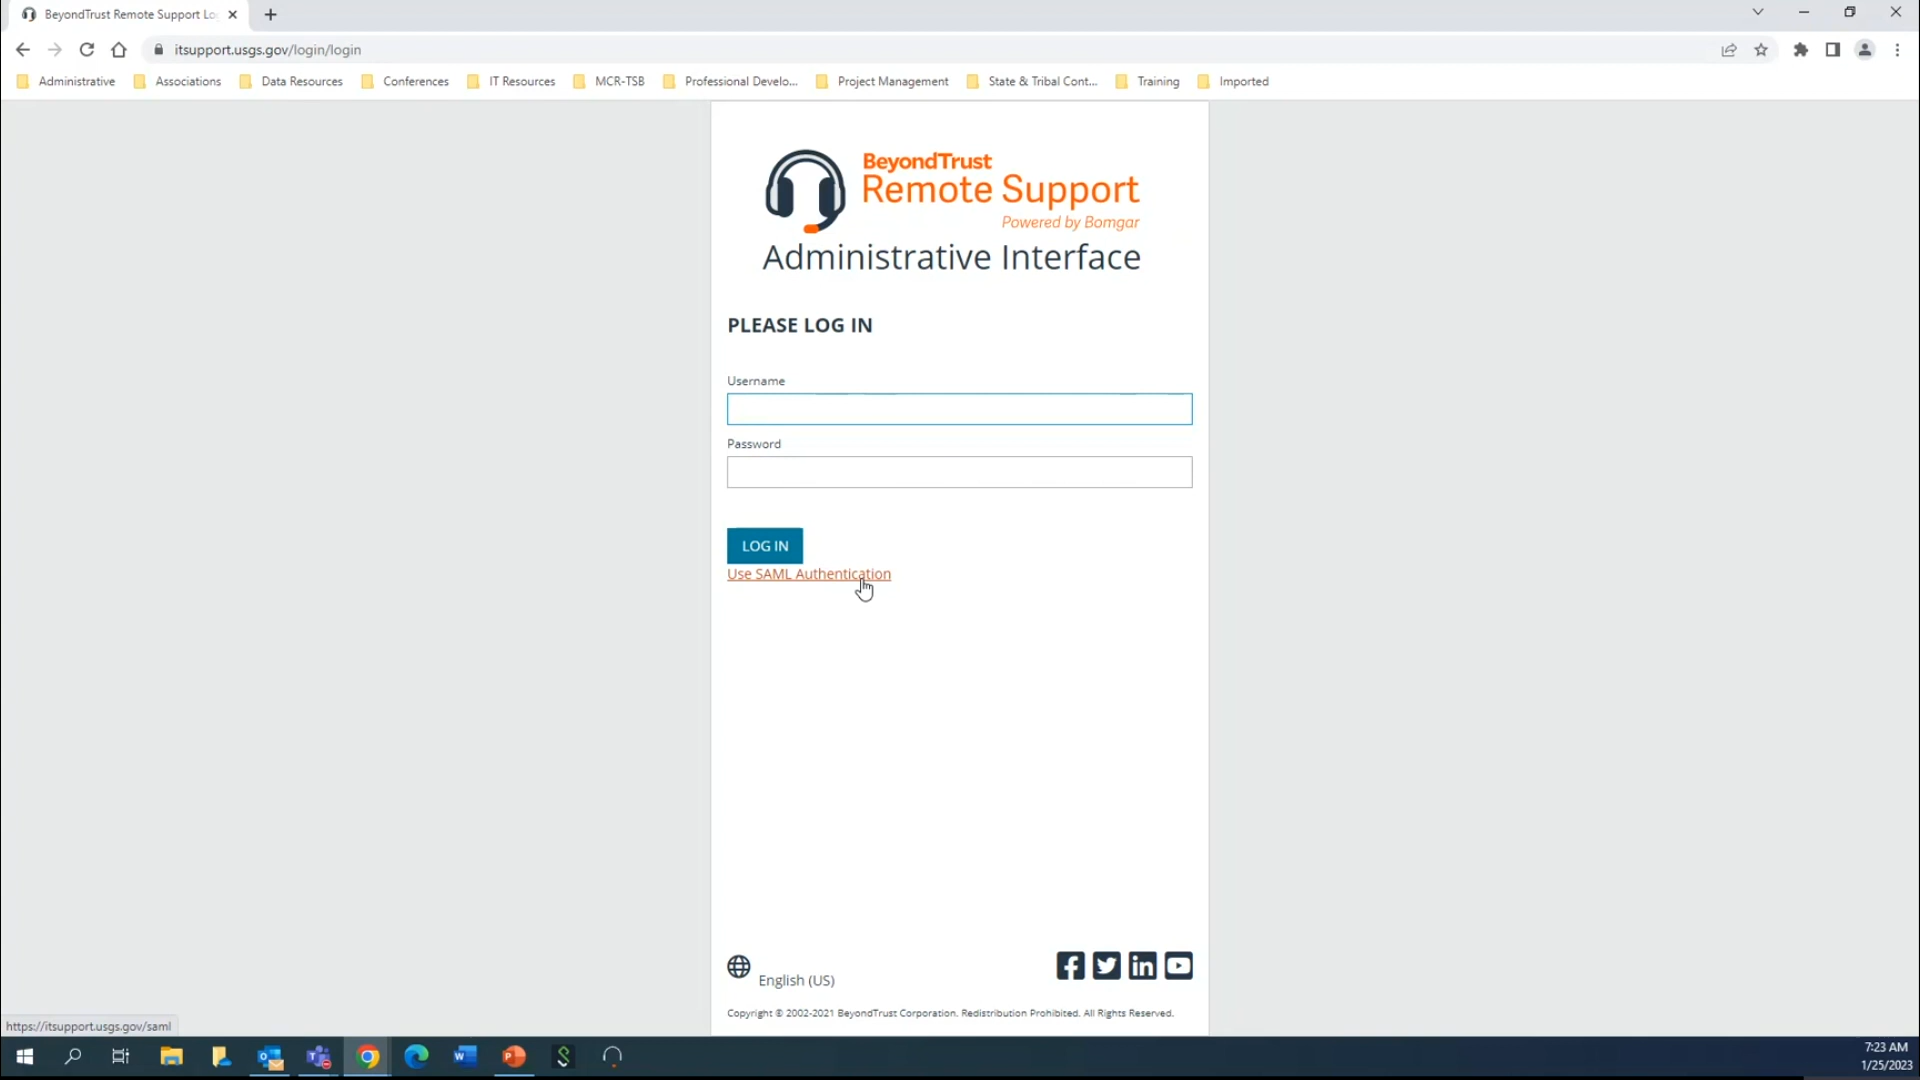 BeyondTrust Remote Support Lo
itsupport.usgs.gov/login/login
Administrative Associations Data Resources Conferences IT Resources MCR-TSB Professional Develo... Project Management State & Tribal Cont... Training Imported
BeyondTrust
Remote Support
Powered by Bomgar
Administrative Interface
PLEASE LOG IN
Username
Password
LOG IN
Use SAML Authentication
English (US)
Copyright © 2002-2021 BeyondTrust Corporation. Redistribution Prohibited. All Rights Reserved.
https://itsupport.usgs.gov/saml
7:23 AM
1/25/2023